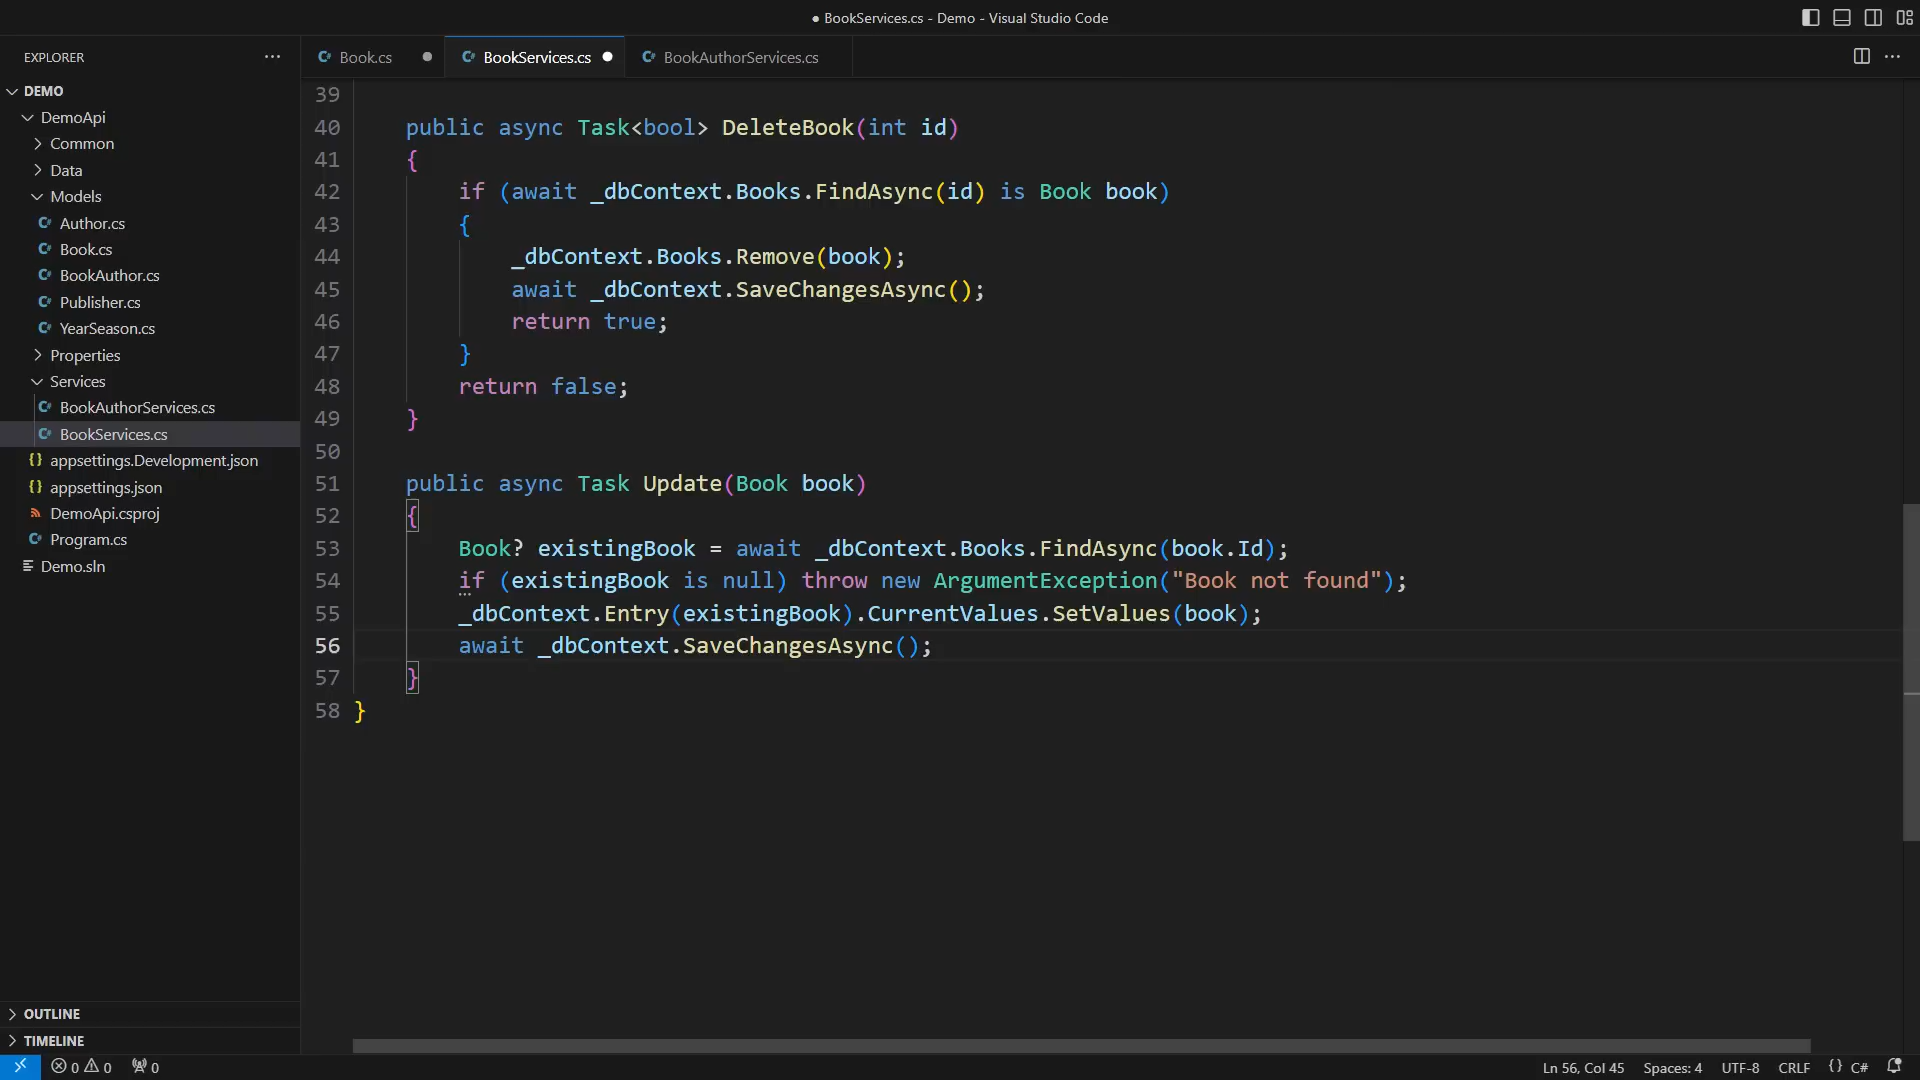 ● BookServices.cs - Demo - Visual Studio Code
EXPLORER
DEMO
DemoApi
Common
Data
Models
Author.cs
Book.cs
BookAuthor.cs
Publisher.cs
YearSeason.cs
Properties
Services
BookAuthorServices.cs
BookServices.cs
appsettings.Development.json
appsettings.json
DemoApi.csproj
Program.cs
Demo.sln
OUTLINE
TIMELINE
Book.cs
BookServices.cs
BookAuthorServices.cs
39
40 public async Task<bool> DeleteBook(int id)
41 {
42 if (await _dbContext.Books.FindAsync(id) is Book book)
43 {
44 _dbContext.Books.Remove(book);
45 await _dbContext.SaveChangesAsync();
46 return true;
47 }
48 return false;
49 }
50
51 public async Task Update(Book book)
52 {
53 Book? existingBook = await _dbContext.Books.FindAsync(book.Id);
54 if (existingBook is null) throw new ArgumentException("Book not found");
55 _dbContext.Entry(existingBook).CurrentValues.SetValues(book);
56 await _dbContext.SaveChangesAsync();
57 }
58 }
0 0 0
Ln 56, Col 45 Spaces: 4 UTF-8 CRLF {} C#